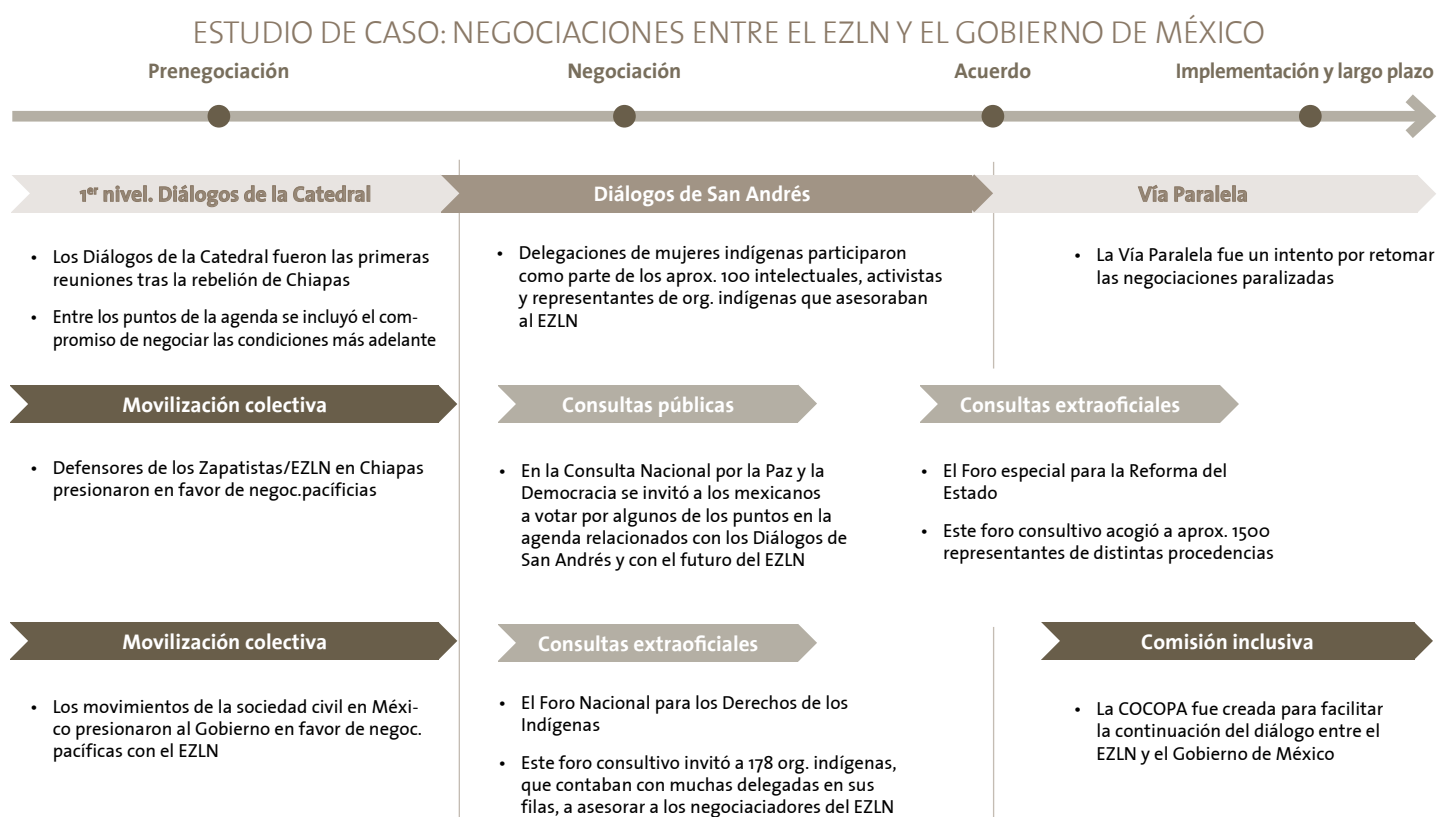 ESTUDIO DE CASO: NEGOCIACIONES ENTRE EL EZLN Y EL GOBIERNO DE MÉXICO
Prenegociación
Negociación
Acuerdo
Implementación y largo plazo
1er nivel. Diálogos de la Catedral
Diálogos de San Andrés
Vía Paralela
• Los Diálogos de la Catedral fueron las primeras
reuniones tras la rebelión de Chiapas
• Entre los puntos de la agenda se incluyó el com-
promiso de negociar las condiciones más adelante
• Delegaciones de mujeres indígenas participaron
como parte de los aprox. 100 intelectuales, activistas
y representantes de org. indígenas que asesoraban
al EZLN
• La Vía Paralela fue un intento por retomar
las negociaciones paralizadas
Movilización colectiva
Consultas públicas
Consultas extraoficiales
• Defensores de los Zapatistas/EZLN en Chiapas
presionaron en favor de negoc.pacíficias
• En la Consulta Nacional por la Paz y la
Democracia se invitó a los mexicanos
a votar por algunos de los puntos en la
agenda relacionados con los Diálogos de
San Andrés y con el futuro del EZLN
• El Foro especial para la Reforma del
Estado
• Este foro consultivo acogió a aprox. 1500
representantes de distintas procedencias
Movilización colectiva
Consultas extraoficiales
Comisión inclusiva
• Los movimientos de la sociedad civil en Méxi-
co presionaron al Gobierno en favor de negoc.
pacíficas con el EZLN
• El Foro Nacional para los Derechos de los
Indígenas
• Este foro consultivo invitó a 178 org. indígenas,
que contaban con muchas delegadas en sus
filas, a asesorar a los negociaciadores del EZLN
• La COCOPA fue creada para facilitar
la continuación del diálogo entre el
EZLN y el Gobierno de México